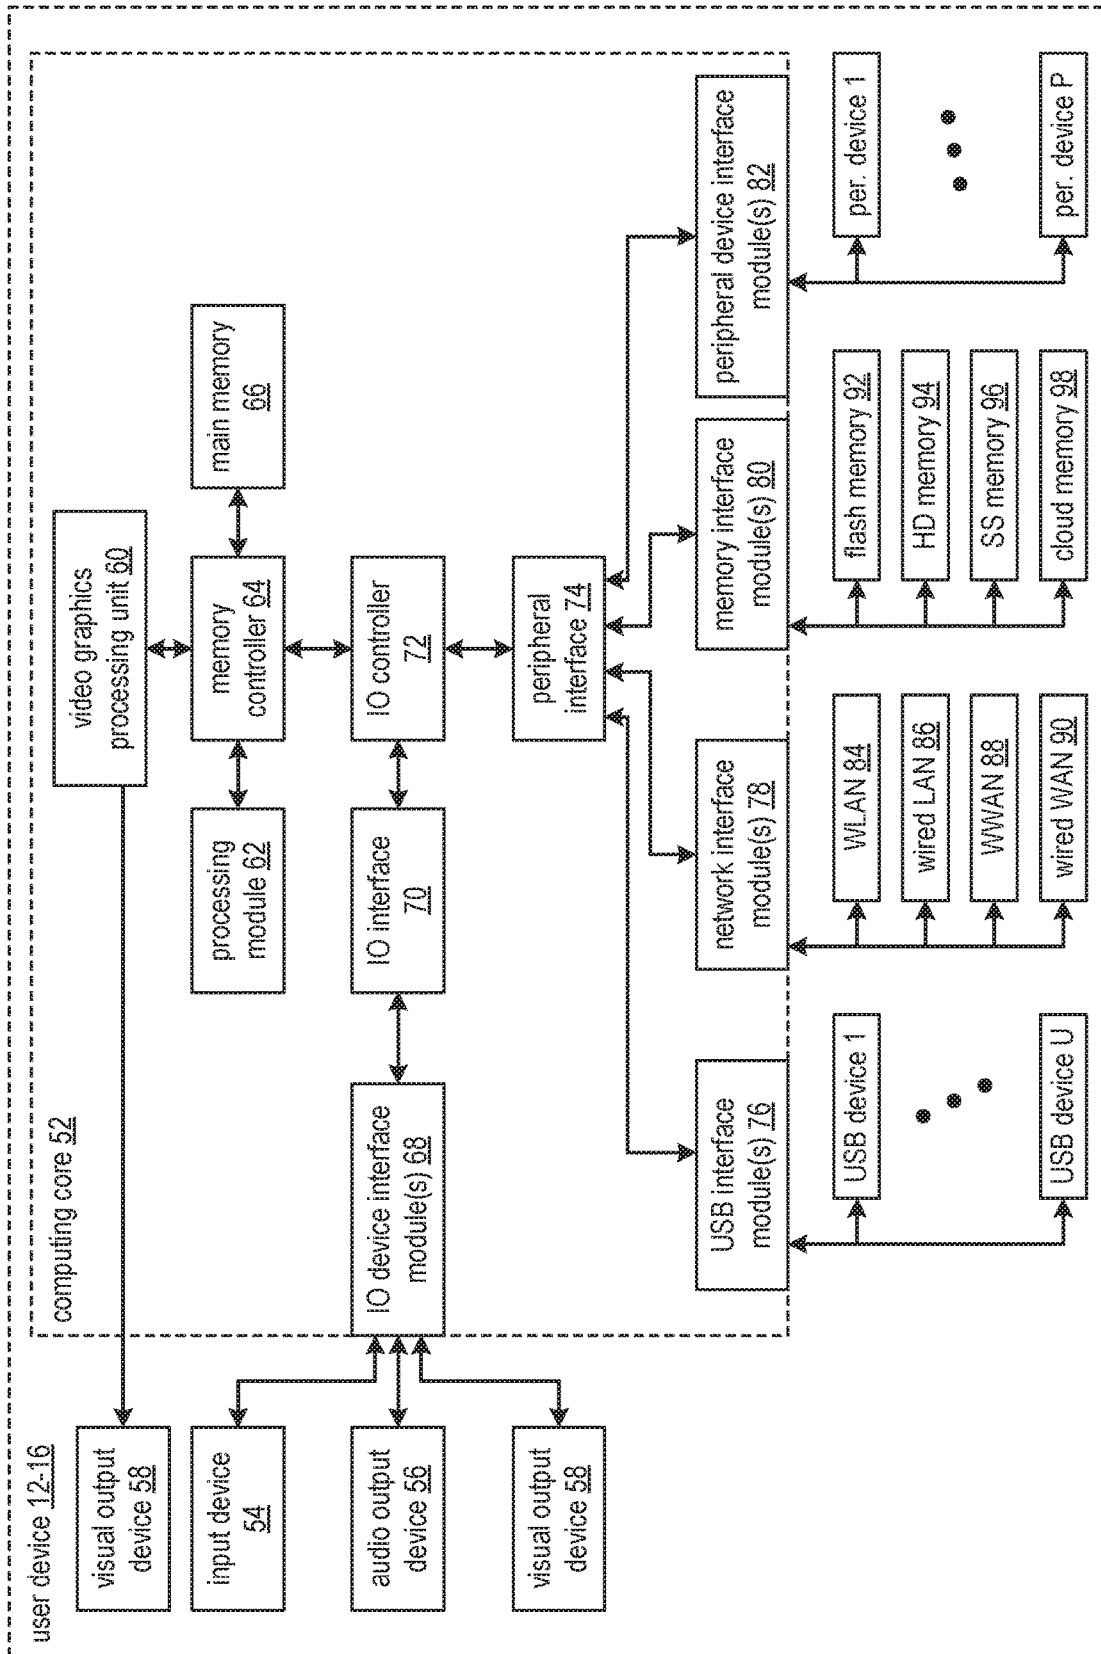 user device 12-16
computing core 52
visual output
device 58
video graphics
processing unit 60
input device
54
processing
module 62
memory
controller 64
main memory
66
audio output
device 56
IO device interface
module(s) 68
IO interface
70
IO controller
72
visual output
device 58
peripheral
interface 74
USB interface
module(s) 76
network interface
module(s) 78
memory interface
module(s) 80
peripheral device interface
module(s) 82
USB device 1
USB device U
WLAN 84
wired LAN 86
WWAN 88
wired WAN 90
flash memory 92
HD memory 94
SS memory 96
cloud memory 98
per. device 1
per. device P